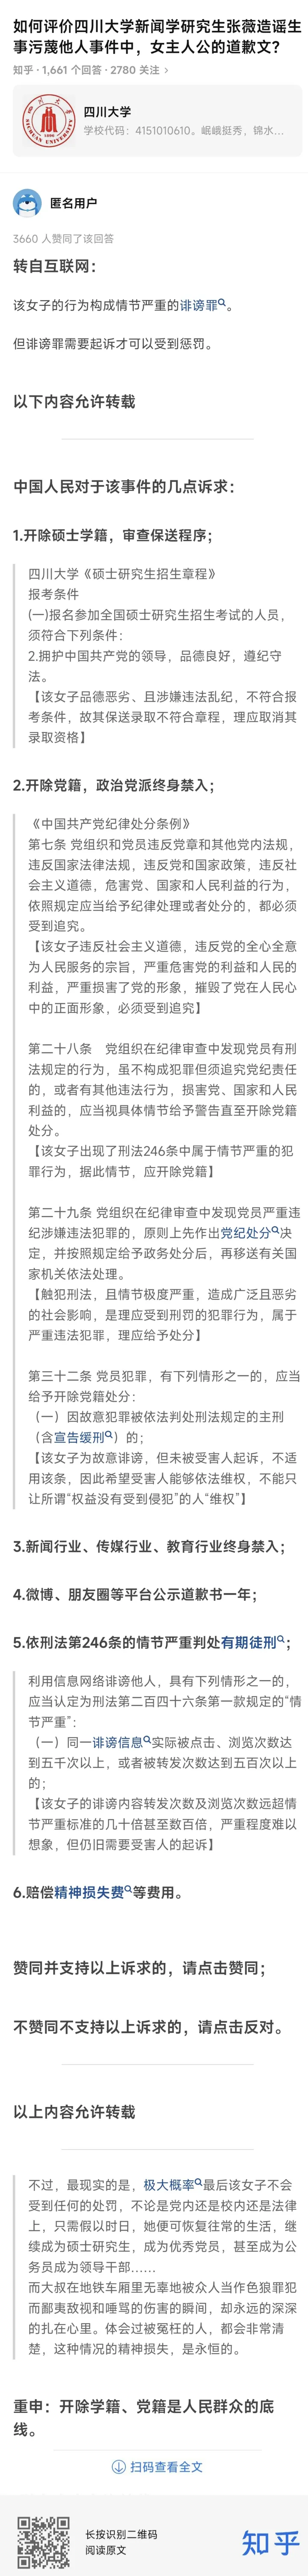 如何评价四川大学新闻学研究生张薇造谣生
事污蔑他人事件中，女主人公的道歉文？
知乎 · 1,661 个回答 · 2780 关注 >
四川大学
学校代码：4151010610。岷峨挺秀，锦水...
匿名用户
3660 人赞同了该回答
转自互联网：
该女子的行为构成情节严重的诽谤罪。
但诽谤罪需要起诉才可以受到惩罚。
以下内容允许转载
中国人民对于该事件的几点诉求：
1.开除硕士学籍，审查保送程序；
四川大学《硕士研究生招生章程》
报考条件
(一)报名参加全国硕士研究生招生考试的人员，
须符合下列条件：
2.拥护中国共产党的领导，品德良好，遵纪守
法。
【该女子品德恶劣、且涉嫌违法乱纪，不符合报
考条件，故其保送录取不符合章程，理应取消其
录取资格】
2.开除党籍，政治党派终身禁入；
《中国共产党纪律处分条例》
第七条 党组织和党员违反党章和其他党内法规，
违反国家法律法规，违反党和国家政策，违反社
会主义道德，危害党、国家和人民利益的行为，
依照规定应当给予纪律处理或者处分的，都必须
受到追究。
【该女子违反社会主义道德，违反党的全心全意
为人民服务的宗旨，严重危害党的利益和人民的
利益，严重损害了党的形象，摧毁了党在人民心
中的正面形象，必须受到追究】
第二十八条　党组织在纪律审查中发现党员有刑
法规定的行为，虽不构成犯罪但须追究党纪责任
的，或者有其他违法行为，损害党、国家和人民
利益的，应当视具体情节给予警告直至开除党籍
处分。
【该女子出现了刑法246条中属于情节严重的犯
罪行为，据此情节，应开除党籍】
第二十九条 党组织在纪律审查中发现党员严重违
纪涉嫌违法犯罪的，原则上先作出党纪处分决
定，并按照规定给予政务处分后，再移送有关国
家机关依法处理。
【触犯刑法，且情节极度严重，造成广泛且恶劣
的社会影响，是理应受到刑罚的犯罪行为，属于
严重违法犯罪，理应给予处分】
第三十二条 党员犯罪，有下列情形之一的，应当
给予开除党籍处分：
（一）因故意犯罪被依法判处刑法规定的主刑
（含宣告缓刑）的；
【该女子为故意诽谤，但未被受害人起诉，不适
用该条，因此希望受害人能够依法维权，不能只
让所谓“权益没有受到侵犯”的人“维权”】
3.新闻行业、传媒行业、教育行业终身禁入；
4.微博、朋友圈等平台公示道歉书一年；
5.依刑法第246条的情节严重判处有期徒刑；
利用信息网络诽谤他人，具有下列情形之一的，
应当认定为刑法第二百四十六条第一款规定的“情
节严重”：
（一）同一诽谤信息实际被点击、浏览次数达
到五千次以上，或者被转发次数达到五百次以上
的；
【该女子的诽谤内容转发次数及浏览次数远超情
节严重标准的几十倍甚至数百倍，严重程度难以
想象，但仍旧需要受害人的起诉】
6.赔偿精神损失费等费用。
赞同并支持以上诉求的，请点击赞同；
不赞同不支持以上诉求的，请点击反对。
以上内容允许转载
不过，最现实的是，极大概率最后该女子不会
受到任何的处罚，不论是党内还是校内还是法律
上，只需假以时日，她便可恢复往常的生活，继
续成为硕士研究生，成为优秀党员，甚至成为公
务员成为领导干部……
而大叔在地铁车厢里无辜地被众人当作色狼罪犯
而鄙夷敌视和唾骂的伤害的瞬间，却永远的深深
的扎在心里。体会过被冤枉的人，都会非常清
楚，这种情况的精神损失，是永恒的。
重申：开除学籍、党籍是人民群众的底
线。
扫码查看全文
长按识别二维码
阅读原文
知乎